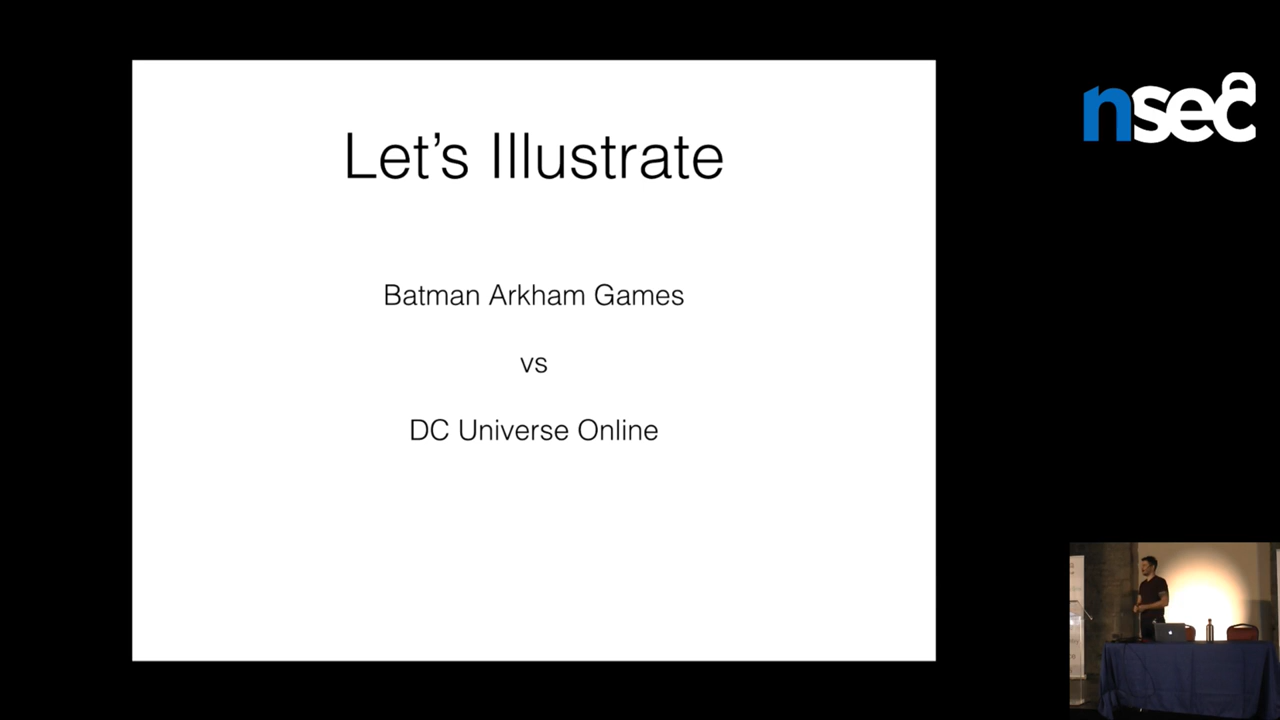 Let's Illustrate
Batman Arkham Games
vs
DC Universe Online
nsec